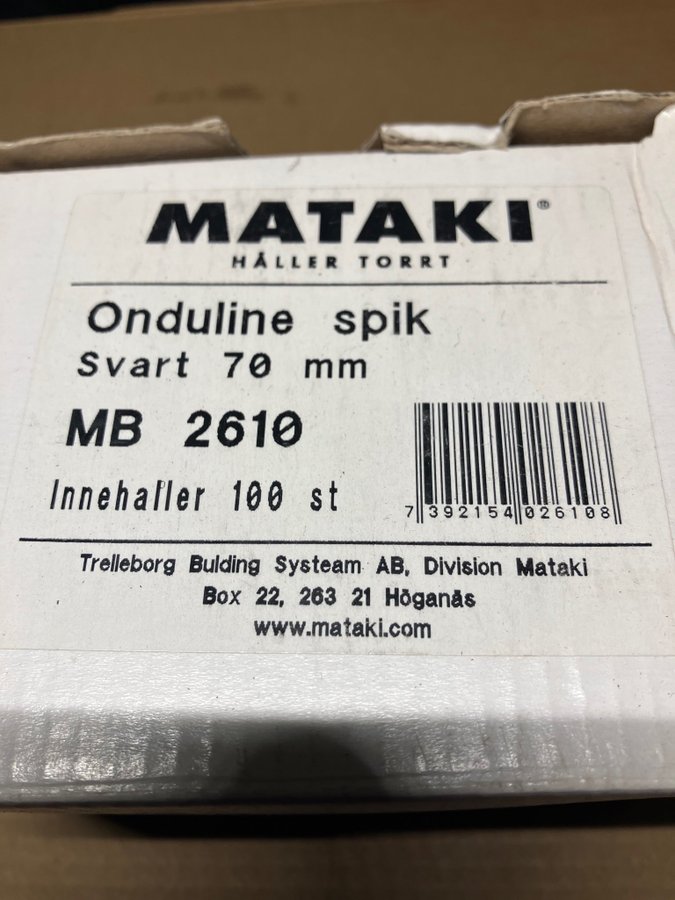 MATAKI®
HÅLLER TORRT
Onduline spik
Svart 70 mm
MB 2610
Innehaller 100 st
7 392154 026108
Trelleborg Bulding Systeam AB, Division Mataki
Box 22, 263 21 Höganäs
www.mataki.com